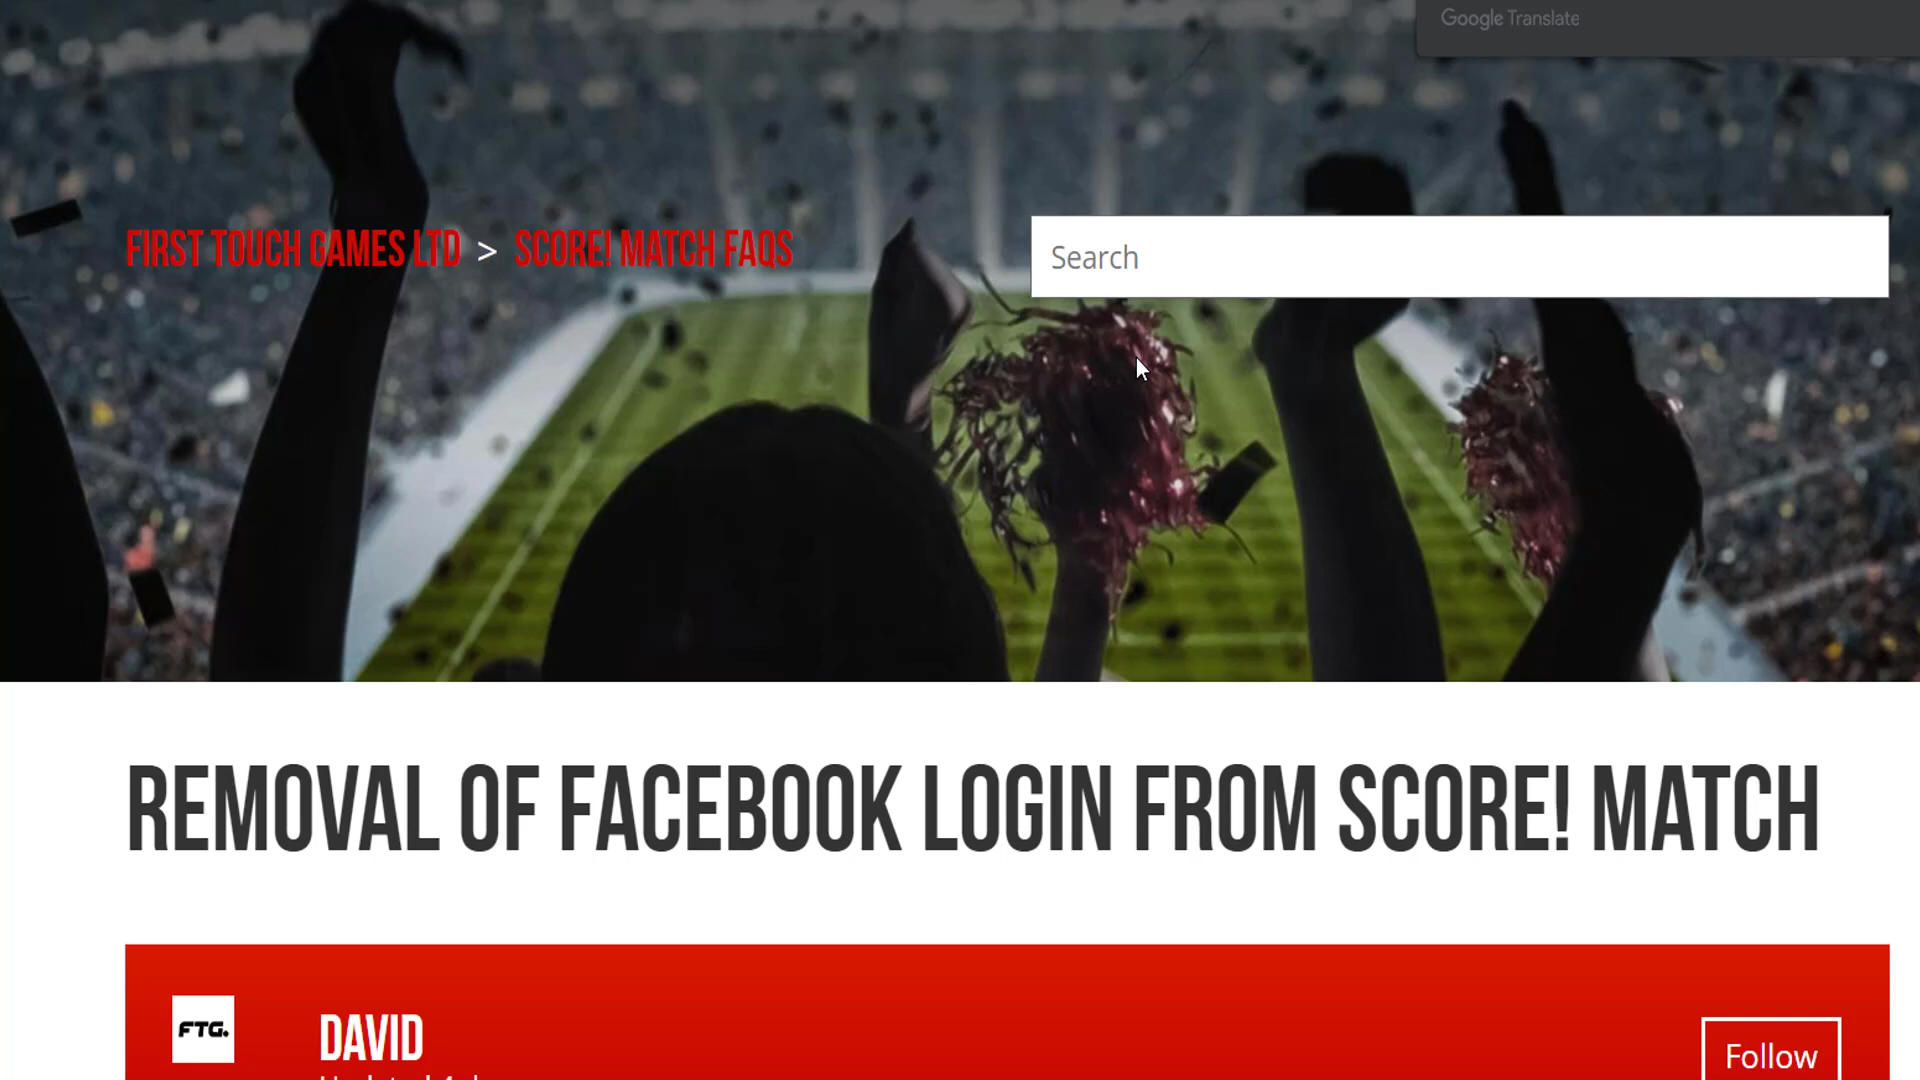 Google Translate
FIRST TOUCH GAMES LTD > SCORE! MATCH FAQS
Search
REMOVAL OF FACEBOOK LOGIN FROM SCORE! MATCH
FTG.
DAVID
Follow